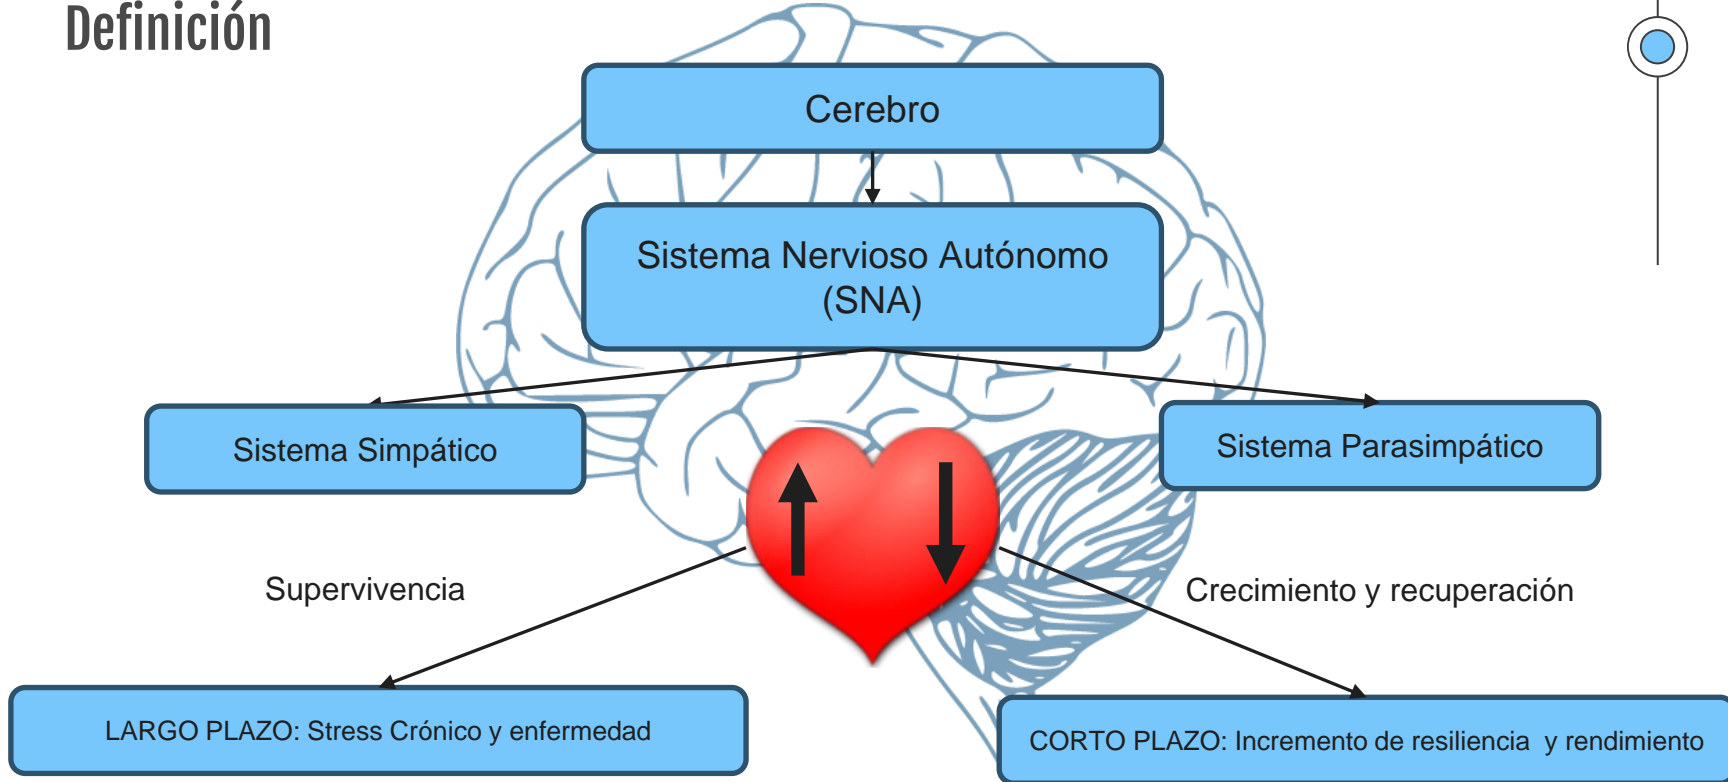 Definición
Cerebro
Sistema Nervioso Autónomo
(SNA)
Sistema Simpático
Sistema Parasimpático
Supervivencia
Crecimiento y recuperación
LARGO PLAZO: Stress Crónico y enfermedad
CORTO PLAZO: Incremento de resiliencia y rendimiento